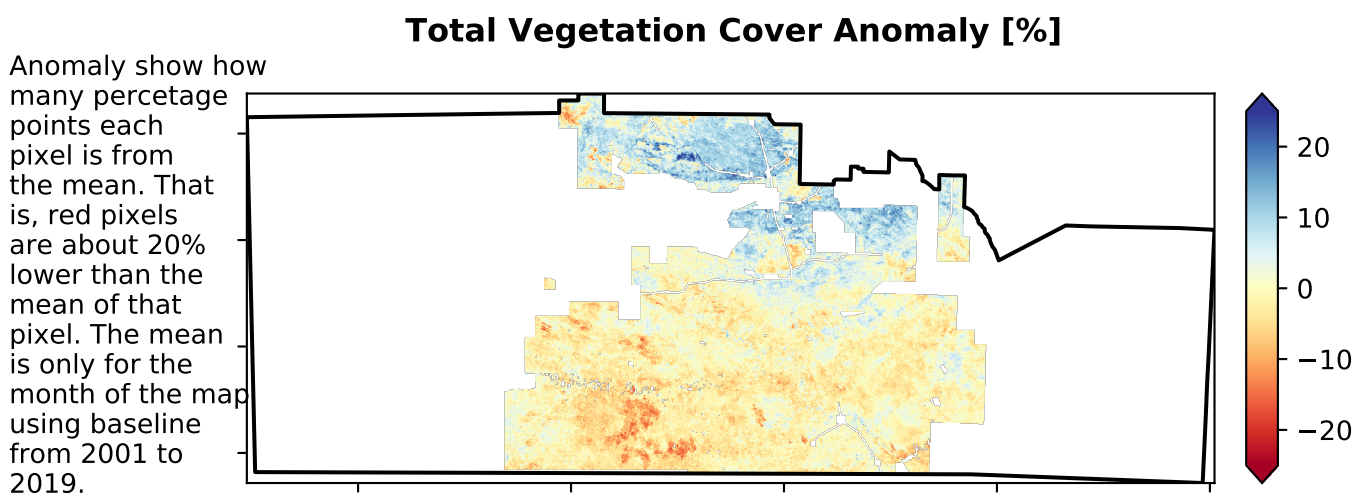 Total Vegetation Cover Anomaly [%]
Anomaly show how
many percetage
points each
pixel is from
the mean. That
is, red pixels
are about 20%
lower than the
mean of that
pixel. The mean
is only for the
month of the map
using baseline
from 2001 to
2019.
20
10
0
−10
−20